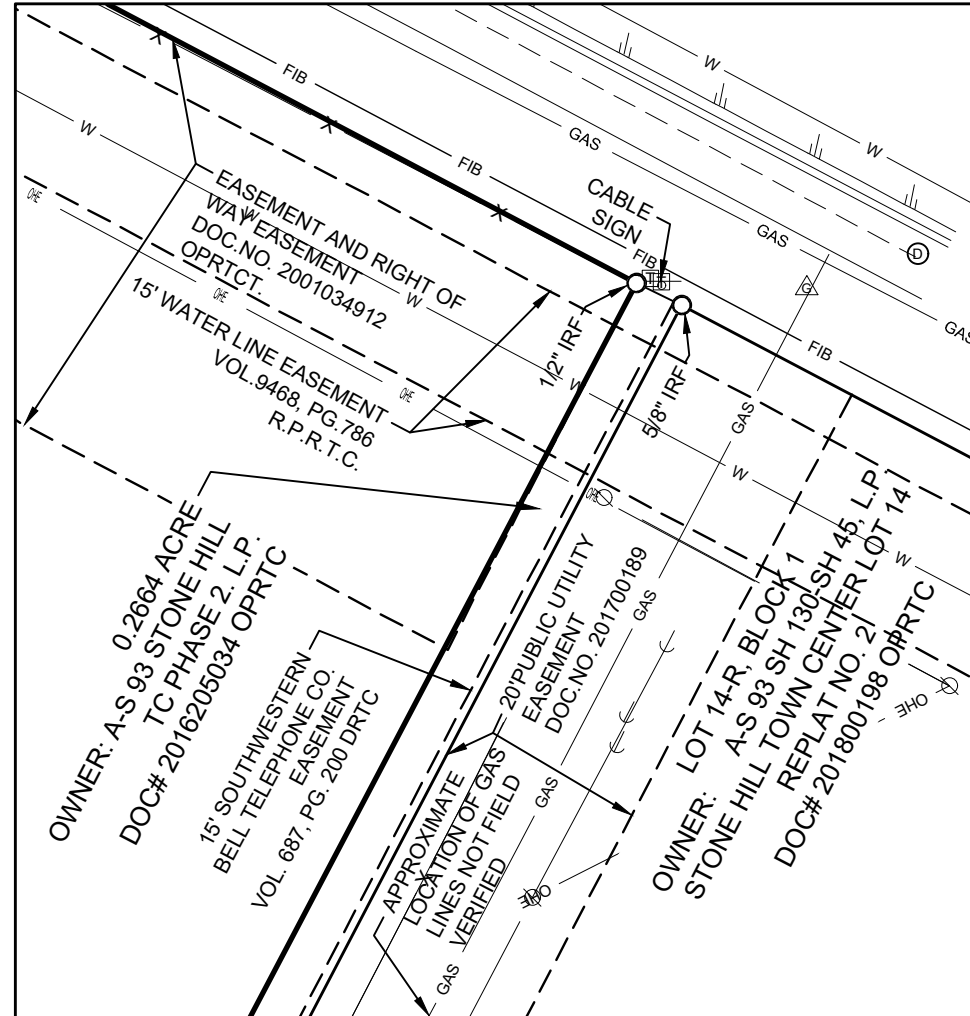 W
FIB
GAS
W
FIB
CABLE
SIGN
GAS
FIB
D
G
GAS
FIB
W
OHE
EASEMENT AND RIGHT OF
WAY EASEMENT
DOC.NO. 2001034912
OPRTCT.
W
W
OHE
15' WATER LINE EASEMENT
VOL.9468, PG.786
R.P.R.T.C.
OHE
1/2" IRF
5/8" IRF
W
GAS
W
W
OHE
0.2664 ACRE
OWNER: A-S 93 STONE HILL
TC PHASE 2. L.P.
DOC# 2016205034 OPRTC
15' SOUTHWESTERN
BELL TELEPHONE CO.
EASEMENT
VOL. 687, PG. 200 DRTC
20'PUBLIC UTILITY
EASEMENT
DOC.NO. 201700189
GAS
GAS
APPROXIMATE
LOCATION OF GAS
LINES NOT FIELD
VERIFIED
GAS
OHE
LOT 14-R, BLOCK 1
OWNER: A-S 93 SH 130-SH 45, L.P
STONE HILL TOWN CENTER LOT 14
REPLAT NO. 2
DOC# 201800198 OPRTC
OHE